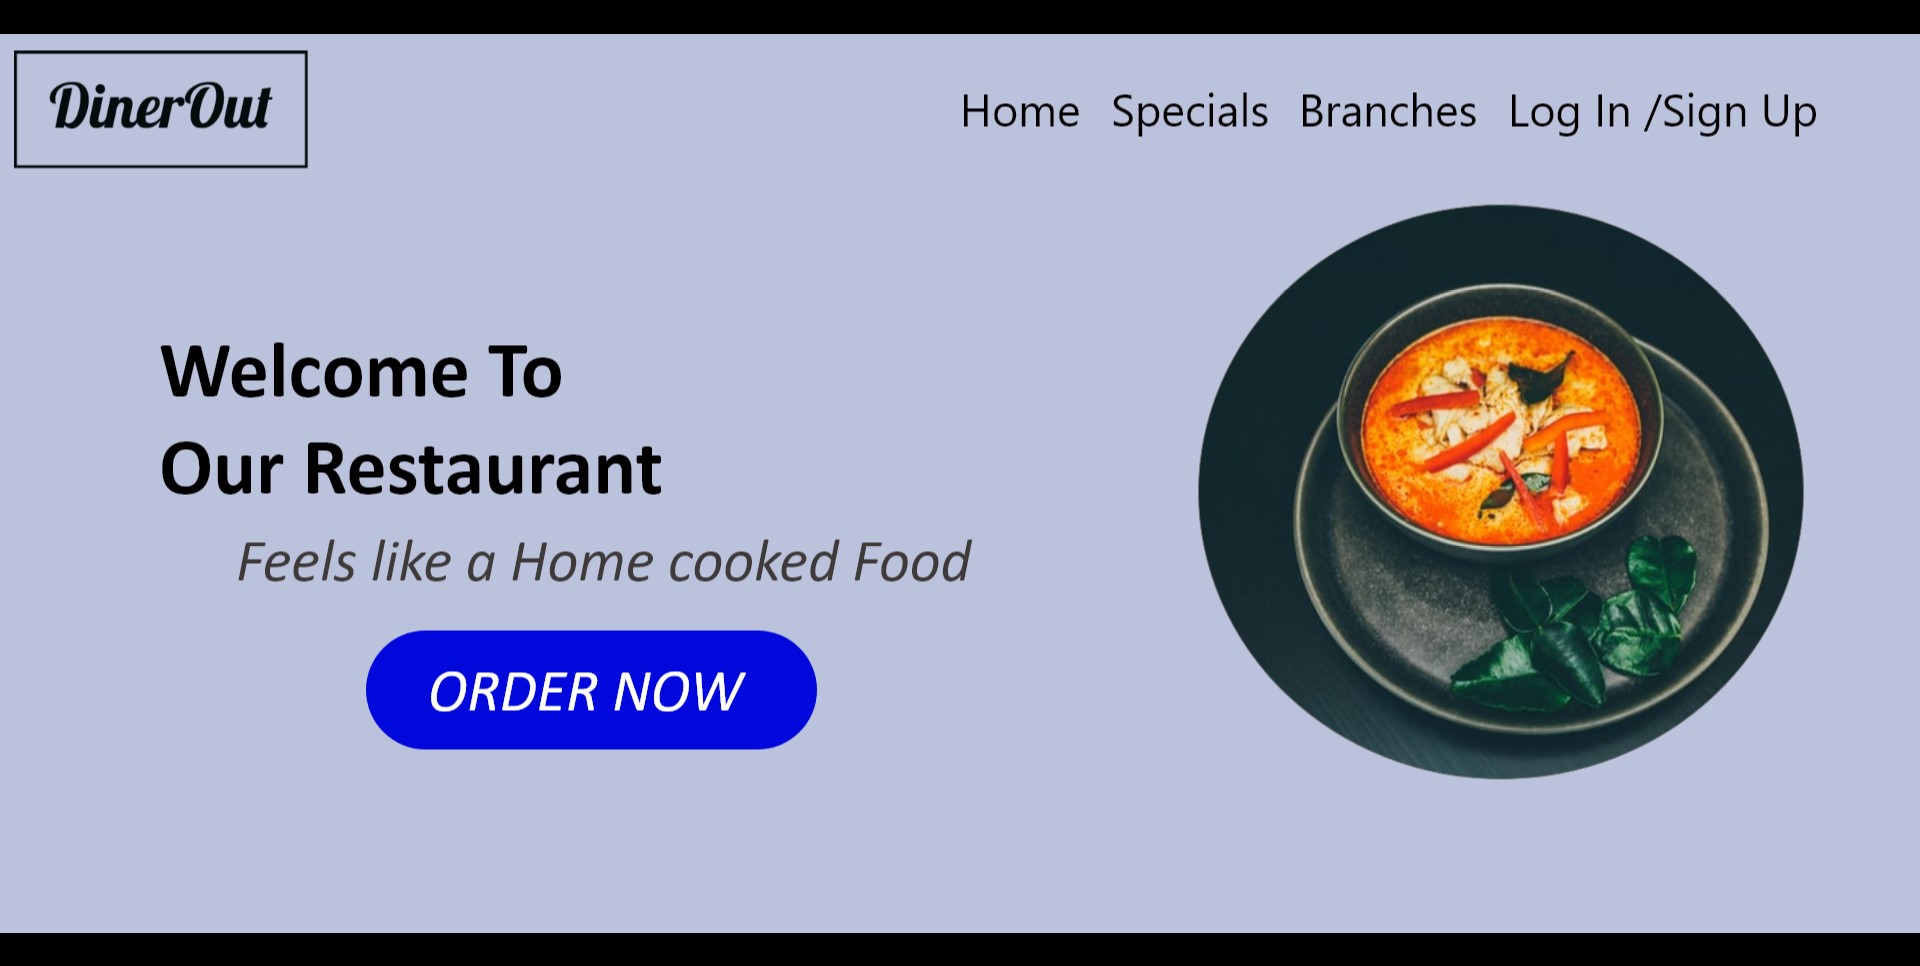 DinerOut
Home Specials Branches Log In /Sign Up
Welcome To
Our Restaurant
Feels like a Home cooked Food
ORDER NOW